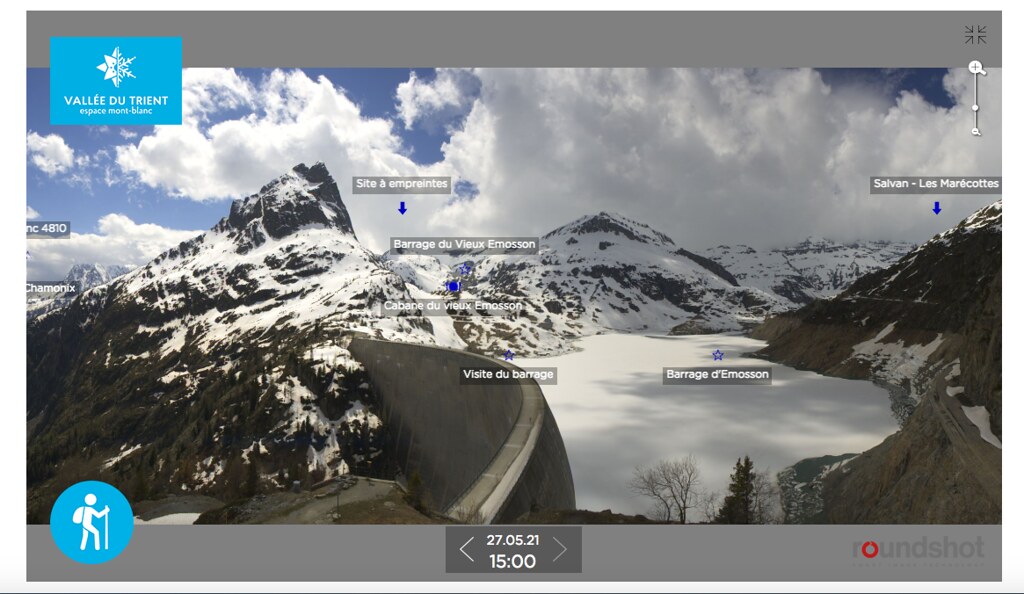 VALLÉE DU TRIENT
espace mont-blanc
Site à empreintes
Salvan - Les Marécottes
nc 4810
Barrage du Vieux Emosson
Chamonix
Cabane du vieux Emosson
Visite du barrage
Barrage d'Emosson
27.05.21
15:00
roundshot